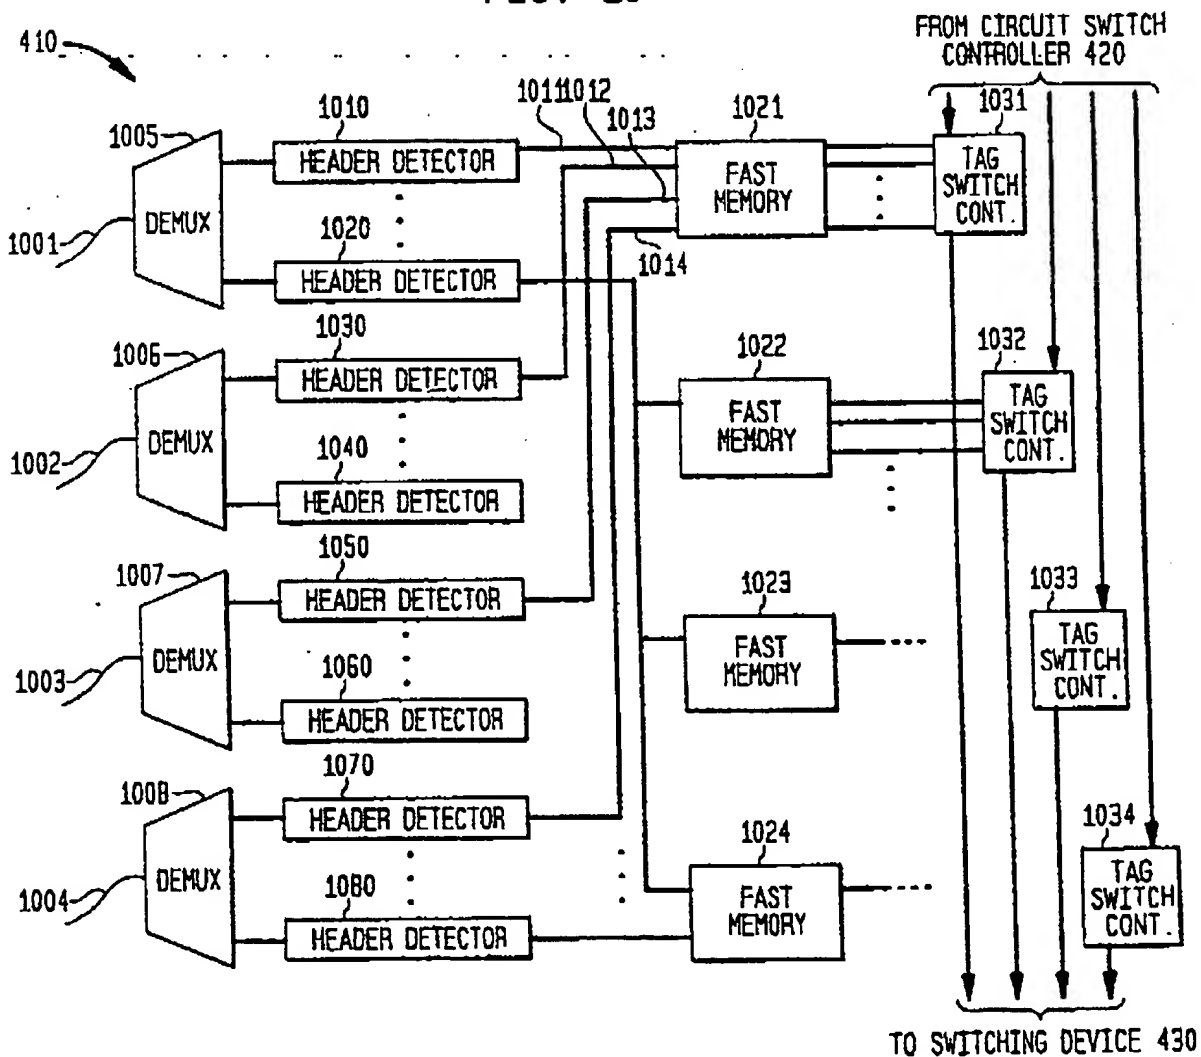 410
FROM CIRCUIT SWITCH
CONTROLLER 420
1005
1010
1011
1012
1013
1021
1031
HEADER DETECTOR
FAST
MEMORY
TAG
SWITCH
CONT.
DEMUX
1001
1020
1014
HEADER DETECTOR
1006
1030
1022
1032
HEADER DETECTOR
FAST
MEMORY
TAG
SWITCH
CONT.
DEMUX
1002
1040
HEADER DETECTOR
1007
1050
1023
1033
HEADER DETECTOR
FAST
MEMORY
TAG
SWITCH
CONT.
DEMUX
1003
1060
HEADER DETECTOR
1008
1070
1024
1034
HEADER DETECTOR
FAST
MEMORY
TAG
SWITCH
CONT.
DEMUX
1004
1080
HEADER DETECTOR
TO SWITCHING DEVICE 430